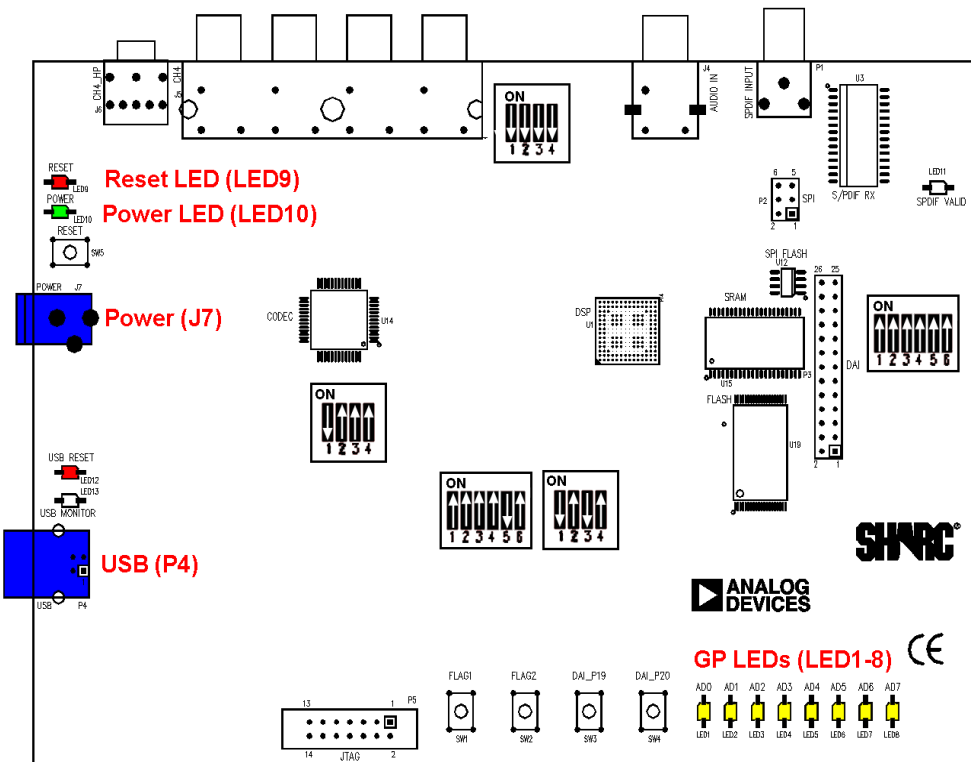 J5 CH4_HP
CH4
J4
AUDIO IN
SPDIF INPUT
P1
U3
S/PDIF RX
ON
1 2 3 4
RESET
LED9
Reset LED (LED9)
POWER
LED10
Power LED (LED10)
RESET
SW5
6 5
P2 SPI
2 1
LED11
SPDIF VALID
SPI FLASH
U12
26 25
POWER J7
Power (J7)
CODEC
U14
DSP
U1
SRAM
U15
P3
DAI
ON
1 2 3 4 5 6
ON
1 2 3 4
FLASH
U19
2 1
USB RESET
LED12
LED13
USB MONITOR
ON
1 2 3 4 5 6
ON
1 2 3 4
USB (P4)
USB P4
SHARC®
ANALOG
DEVICES
CE
GP LEDs (LED1-8)
FLAG1 FLAG2 DAI_P19 DAI_P20
SW1 SW2 SW3 SW4
AD0 AD1 AD2 AD3 AD4 AD5 AD6 AD7
LED1 LED2 LED3 LED4 LED5 LED6 LED7 LED8
13 1 P5
14 JTAG 2